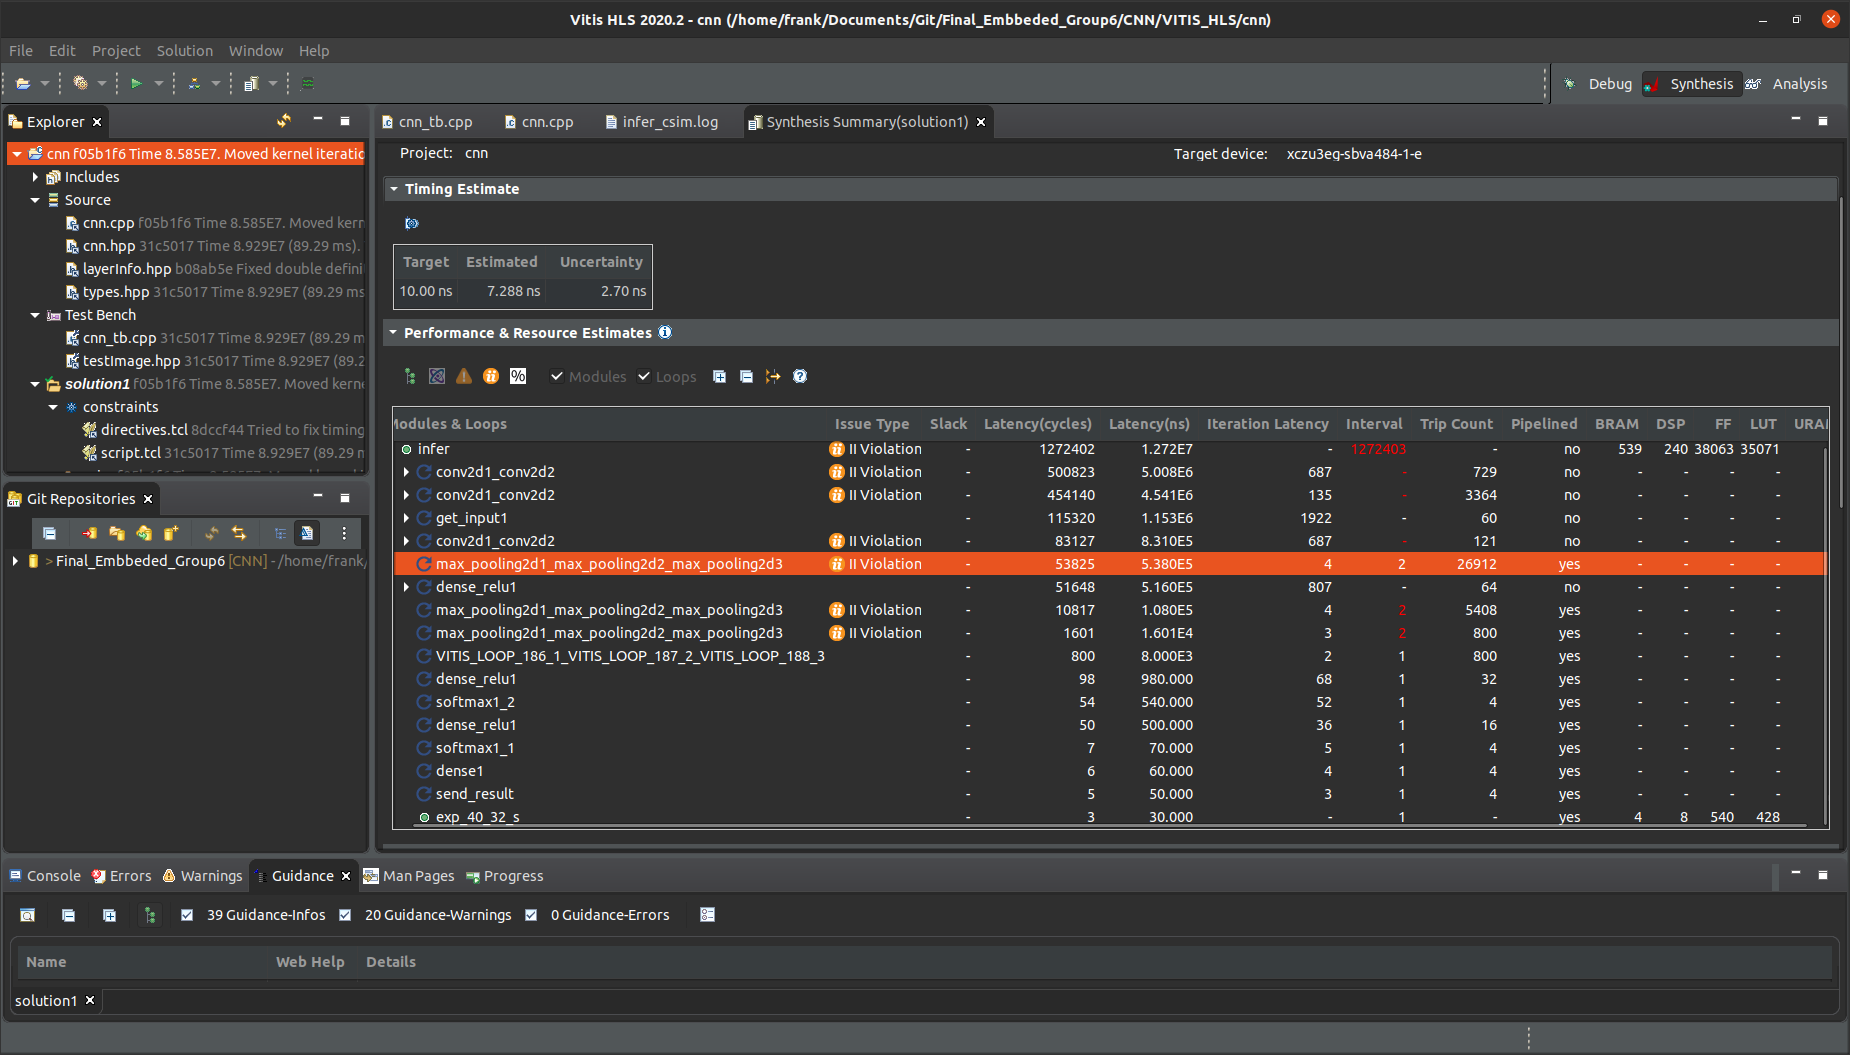 Vitis HLS 2020.2 - cnn (/home/frank/Documents/Git/Final_Embbeded_Group6/CNN/VITIS_HLS/cnn)
File Edit Project Solution Window Help
Debug Synthesis Analysis
Explorer
cnn f05b1f6 Time 8.585E7. Moved kernel iteratio
Includes
Source
cnn.cpp f05b1f6 Time 8.585E7. Moved kern
cnn.hpp 31c5017 Time 8.929E7 (89.29 ms).
layerInfo.hpp b08ab5e Fixed double defini
types.hpp 31c5017 Time 8.929E7 (89.29 ms
Test Bench
cnn_tb.cpp 31c5017 Time 8.929E7 (89.29 m
testImage.hpp 31c5017 Time 8.929E7 (89.2
solution1 f05b1f6 Time 8.585E7. Moved kerne
constraints
directives.tcl 8dccf44 Tried to fix timing
script.tcl 31c5017 Time 8.929E7 (89.29 m
Git Repositories
> Final_Embbeded_Group6 [CNN] - /home/frank/
cnn_tb.cpp cnn.cpp infer_csim.log Synthesis Summary(solution1)
Project: cnn Target device: xczu3eg-sbva484-1-e
Timing Estimate
Target Estimated Uncertainty
10.00 ns 7.288 ns 2.70 ns
Performance & Resource Estimates
% Modules Loops
Modules & Loops Issue Type Slack Latency(cycles) Latency(ns) Iteration Latency Interval Trip Count Pipelined BRAM DSP FF LUT URAI
infer II Violation - 1272402 1.272E7 - 1272403 - no 539 240 38063 35071
conv2d1_conv2d2 II Violation - 500823 5.008E6 687 - 729 no - - - -
conv2d1_conv2d2 II Violation - 454140 4.541E6 135 - 3364 no - - - -
get_input1 - 115320 1.153E6 1922 - 60 no - - - -
conv2d1_conv2d2 II Violation - 83127 8.310E5 687 - 121 no - - - -
max_pooling2d1_max_pooling2d2_max_pooling2d3 II Violation - 53825 5.380E5 4 2 26912 yes - - - -
dense_relu1 - 51648 5.160E5 807 - 64 no - - - -
max_pooling2d1_max_pooling2d2_max_pooling2d3 II Violation - 10817 1.080E5 4 2 5408 yes - - - -
max_pooling2d1_max_pooling2d2_max_pooling2d3 II Violation - 1601 1.601E4 3 2 800 yes - - - -
VITIS_LOOP_186_1_VITIS_LOOP_187_2_VITIS_LOOP_188_3 - 800 8.000E3 2 1 800 yes - - - -
dense_relu1 - 98 980.000 68 1 32 yes - - - -
softmax1_2 - 54 540.000 52 1 4 yes - - - -
dense_relu1 - 50 500.000 36 1 16 yes - - - -
softmax1_1 - 7 70.000 5 1 4 yes - - - -
dense1 - 6 60.000 4 1 4 yes - - - -
send_result - 5 50.000 3 1 4 yes - - - -
exp_40_32_s - 3 30.000 - 1 - yes 4 8 540 428
Console Errors Warnings Guidance Man Pages Progress
39 Guidance-Infos 20 Guidance-Warnings 0 Guidance-Errors
Name Web Help Details
solution1